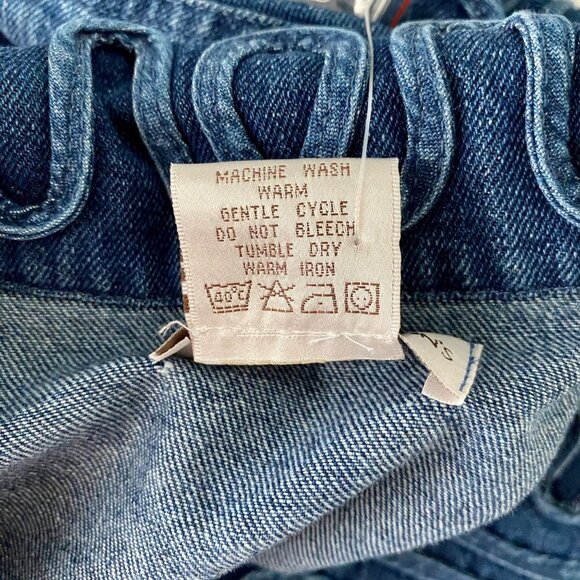 MACHINE WASH
WARM
GENTLE CYCLE
DO NOT BLEECH
TUMBLE DRY
WARM IRON
40°C